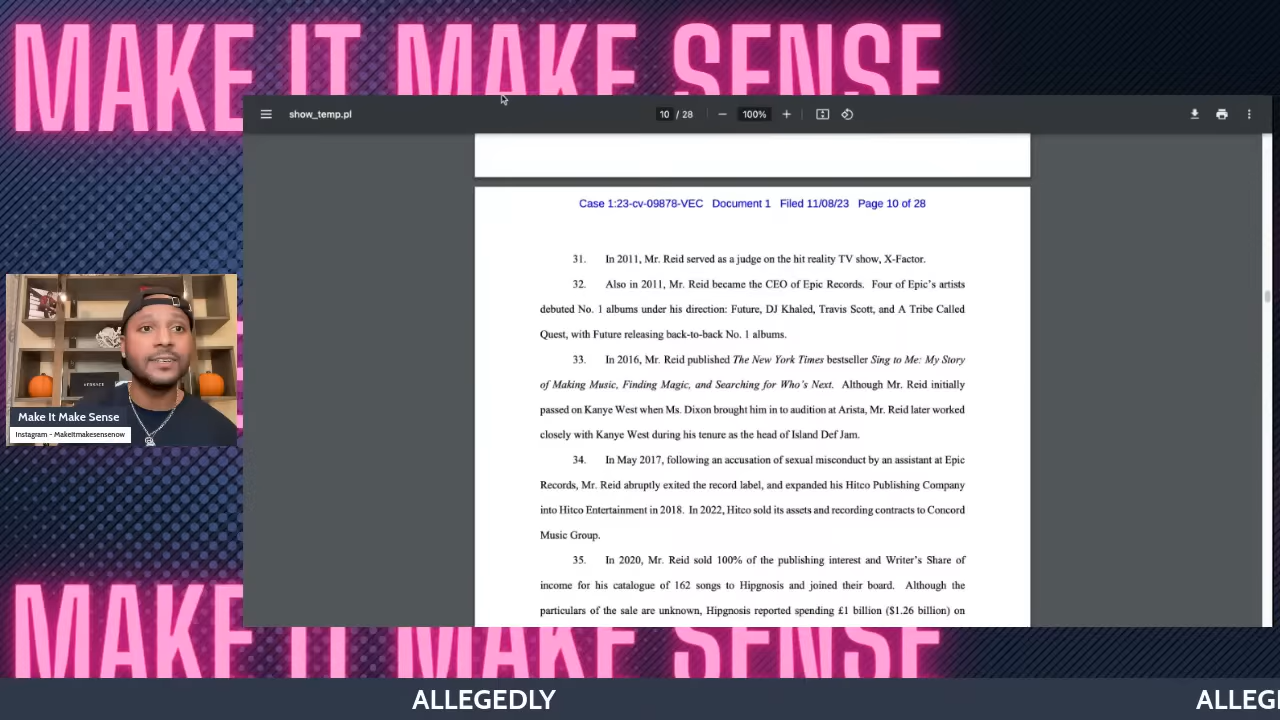 MAKE IT MAKE SENSE
show_temp.pl
10 / 28
100%
Case 1:23-cv-09878-VEC Document 1 Filed 11/08/23 Page 10 of 28
31. In 2011, Mr. Reid served as a judge on the hit reality TV show, X-Factor.
32. Also in 2011, Mr. Reid became the CEO of Epic Records. Four of Epic's artists
debuted No. 1 albums under his direction: Future, DJ Khaled, Travis Scott, and A Tribe Called
Quest, with Future releasing back-to-back No. 1 albums.
33. In 2016, Mr. Reid published The New York Times bestseller Sing to Me: My Story
of Making Music, Finding Magic, and Searching for Who's Next. Although Mr. Reid initially
passed on Kanye West when Ms. Dixon brought him in to audition at Arista, Mr. Reid later worked
closely with Kanye West during his tenure as the head of Island Def Jam.
34. In May 2017, following an accusation of sexual misconduct by an assistant at Epic
Records, Mr. Reid abruptly exited the record label, and expanded his Hitco Publishing Company
into Hitco Entertainment in 2018. In 2022, Hitco sold its assets and recording contracts to Concord
Music Group.
35. In 2020, Mr. Reid sold 100% of the publishing interest and Writer's Share of
income for his catalogue of 162 songs to Hipgnosis and joined their board. Although the
particulars of the sale are unknown, Hipgnosis reported spending £1 billion ($1.26 billion) on
Make It Make Sense
Instagram - MakeItmakesensenow
MAKE IT MAKE SENSE
ALLEGEDLY
ALLEG